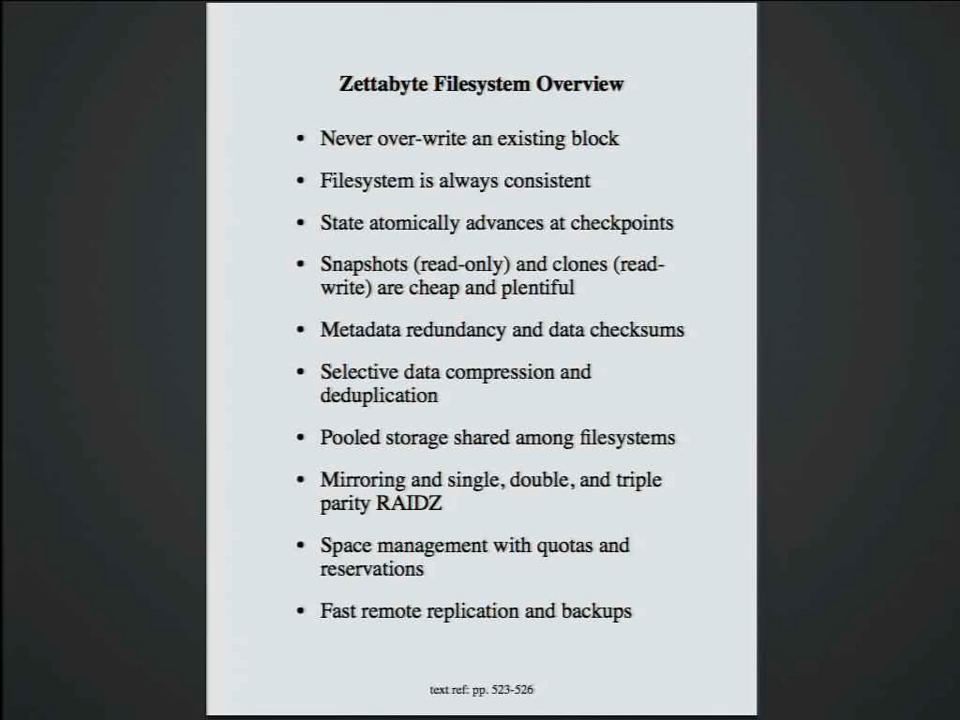 Zettabyte Filesystem Overview
• Never over-write an existing block
• Filesystem is always consistent
• State atomically advances at checkpoints
• Snapshots (read-only) and clones (read-
write) are cheap and plentiful
• Metadata redundancy and data checksums
• Selective data compression and
deduplication
• Pooled storage shared among filesystems
• Mirroring and single, double, and triple
parity RAIDZ
• Space management with quotas and
reservations
• Fast remote replication and backups
text ref: pp. 523-526